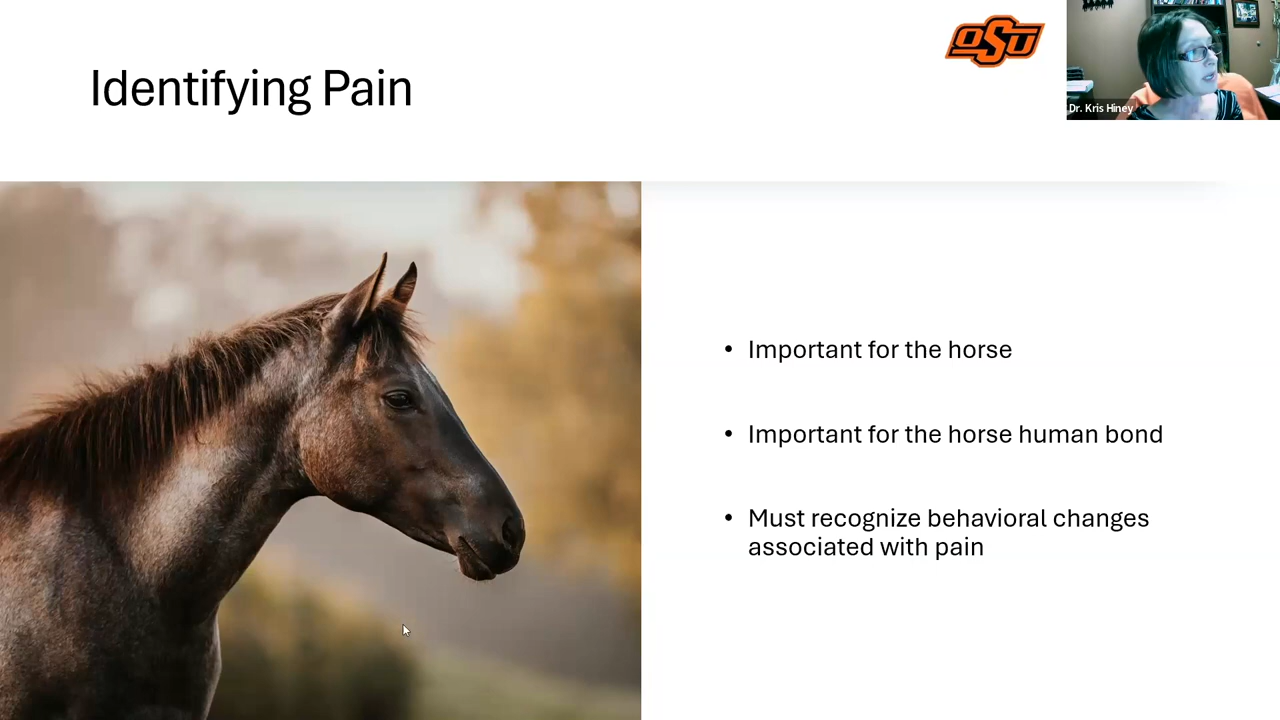 Identifying Pain
OSU
Dr. Kris Hiney
• Important for the horse
• Important for the horse human bond
• Must recognize behavioral changes
associated with pain